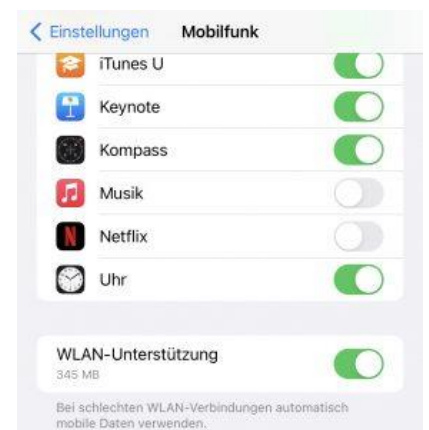 Einstellungen Mobilfunk
iTunes U
Keynote
Kompass
Musik
Netflix
Uhr
WLAN-Unterstützung
345 MB
Bei schlechten WLAN-Verbindungen automatisch
mobile Daten verwenden.